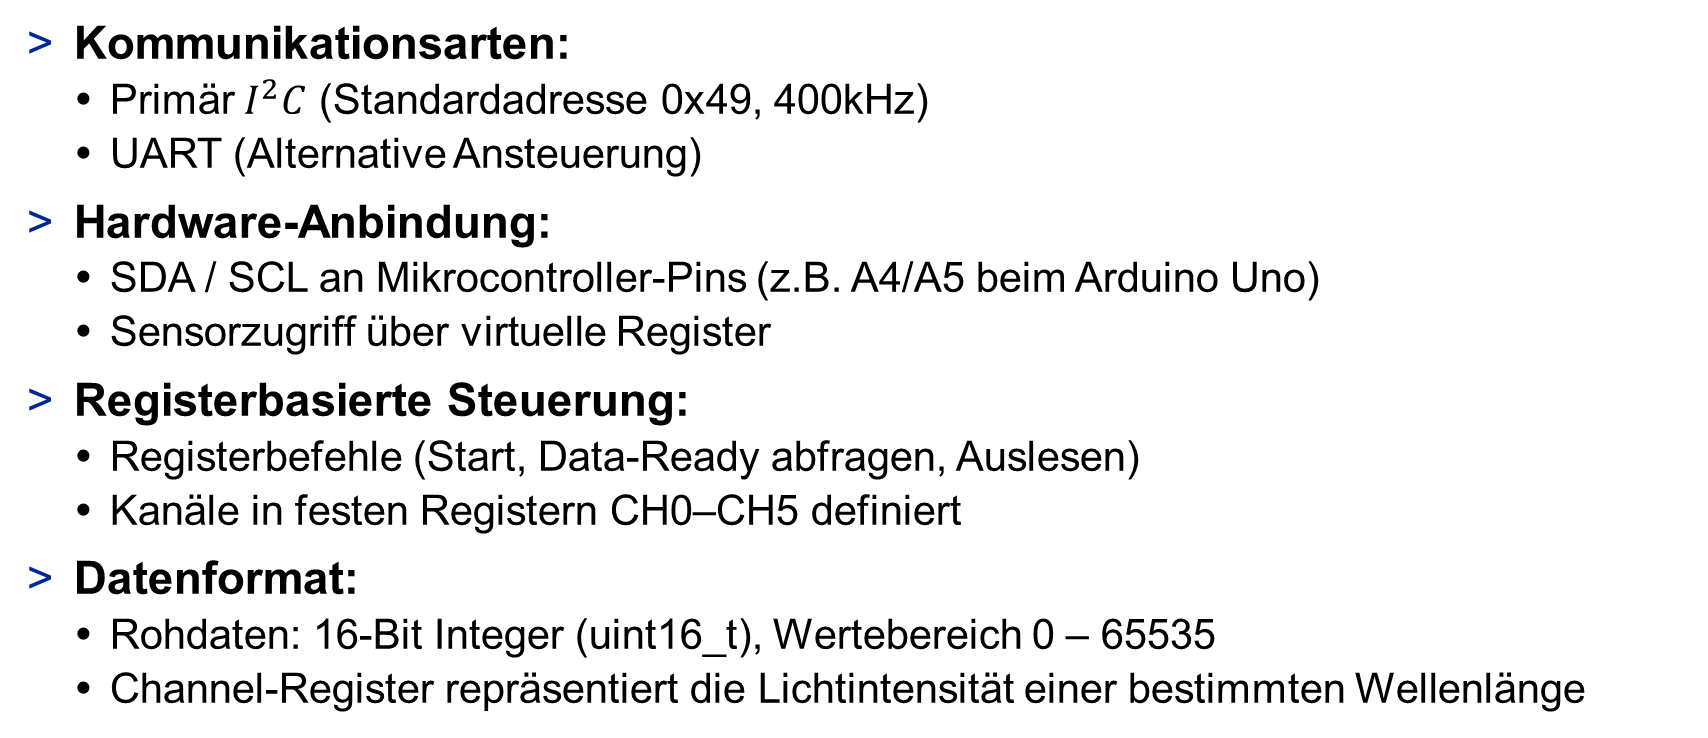 > Kommunikationsarten:
• Primär I²C (Standardadresse 0x49, 400kHz)
• UART (Alternative Ansteuerung)
> Hardware-Anbindung:
• SDA / SCL an Mikrocontroller-Pins (z.B. A4/A5 beim Arduino Uno)
• Sensorzugriff über virtuelle Register
> Registerbasierte Steuerung:
• Registerbefehle (Start, Data-Ready abfragen, Auslesen)
• Kanäle in festen Registern CH0–CH5 definiert
> Datenformat:
• Rohdaten: 16-Bit Integer (uint16_t), Wertebereich 0 – 65535
• Channel-Register repräsentiert die Lichtintensität einer bestimmten Wellenlänge